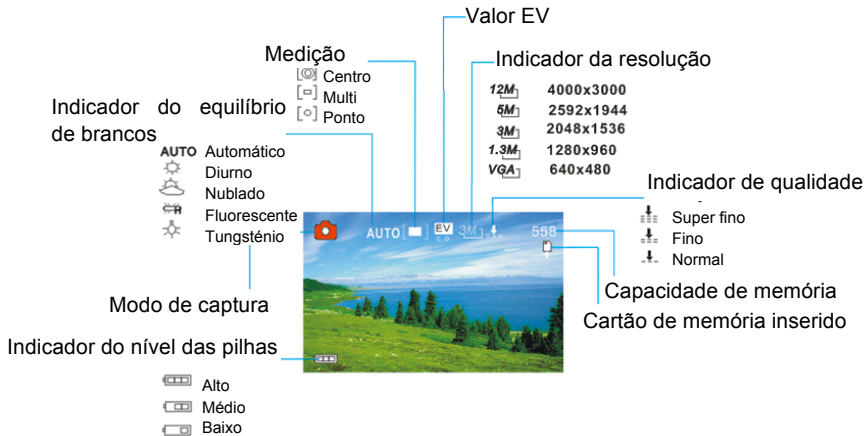 Valor EV
Medição
Centro
Multi
Ponto
Indicador da resolução
12M 4000x3000
5M 2592x1944
3M 2048x1536
1.3M 1280x960
VGA 640x480
Indicador do equilíbrio
de brancos
AUTO Automático
Diurno
Nublado
Fluorescente
Tungsténio
Indicador de qualidade
Super fino
Fino
Normal
AUTO EV 3M 558
Modo de captura
Capacidade de memória
Cartão de memória inserido
Indicador do nível das pilhas
Alto
Médio
Baixo